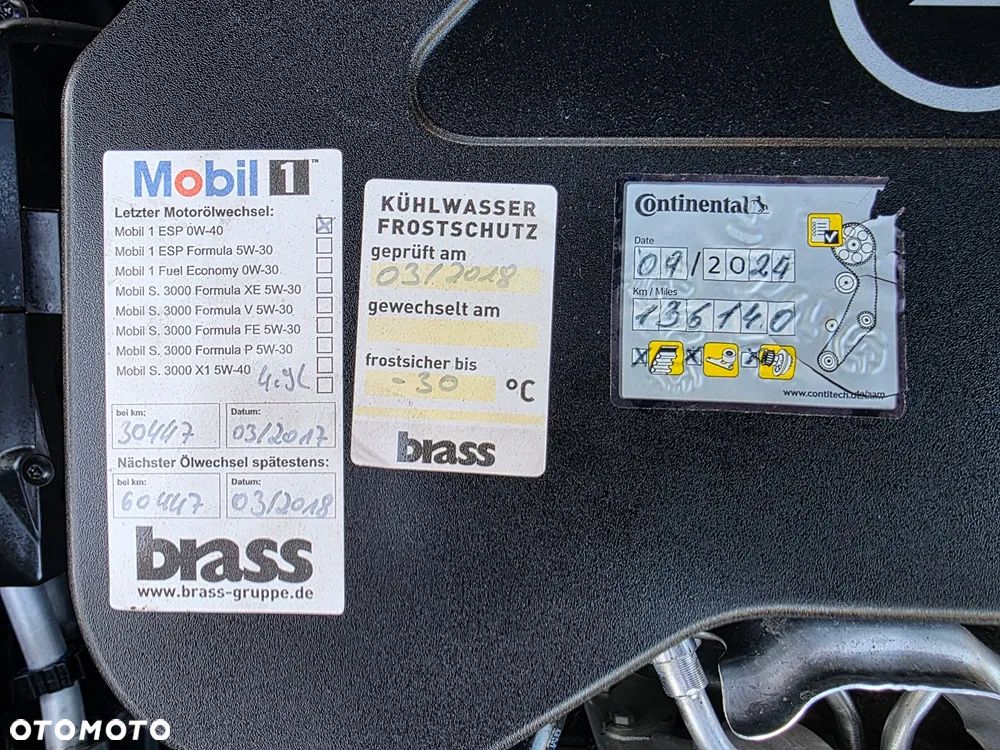 Mobil 1™
Letzter Motorölwechsel:
Mobil 1 ESP 0W-40
Mobil 1 ESP Formula 5W-30
Mobil 1 Fuel Economy 0W-30
Mobil S. 3000 Formula XE 5W-30
Mobil S. 3000 Formula V 5W-30
Mobil S. 3000 Formula FE 5W-30
Mobil S. 3000 Formula P 5W-30
Mobil S. 3000 X1 5W-40
4.9L
bei km: Datum:
30447 03/2017
Nächster Ölwechsel spätestens:
bei km: Datum:
60447 03/2018
brass
www.brass-gruppe.de
KÜHLWASSER
FROSTSCHUTZ
geprüft am
03/2018
gewechselt am
frostsicher bis
-30 °C
brass
Continental
Date
09/2024
Km / Miles
136140
OTOMOTO